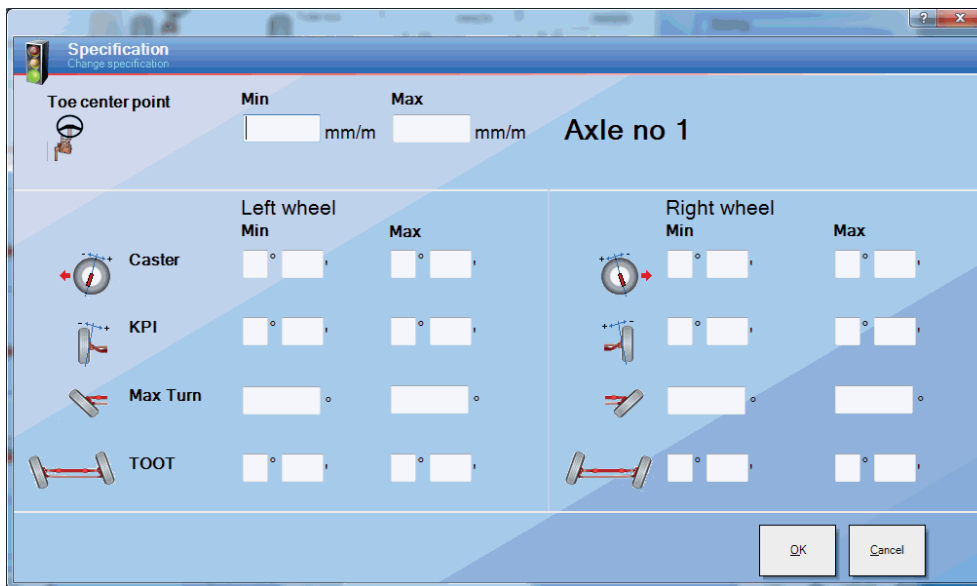 ? x
Specification
Change specification
Toe center point Min Max
mm/m mm/m Axle no 1
Left wheel Right wheel
Min Max Min Max
- + Caster ° ' ° ' ° ' ° '
- + KPI ° ' ° ' + - ° ' ° '
Max Turn ° ° ° °
TOOT ° ' ° ' ° ' ° '
OK Cancel